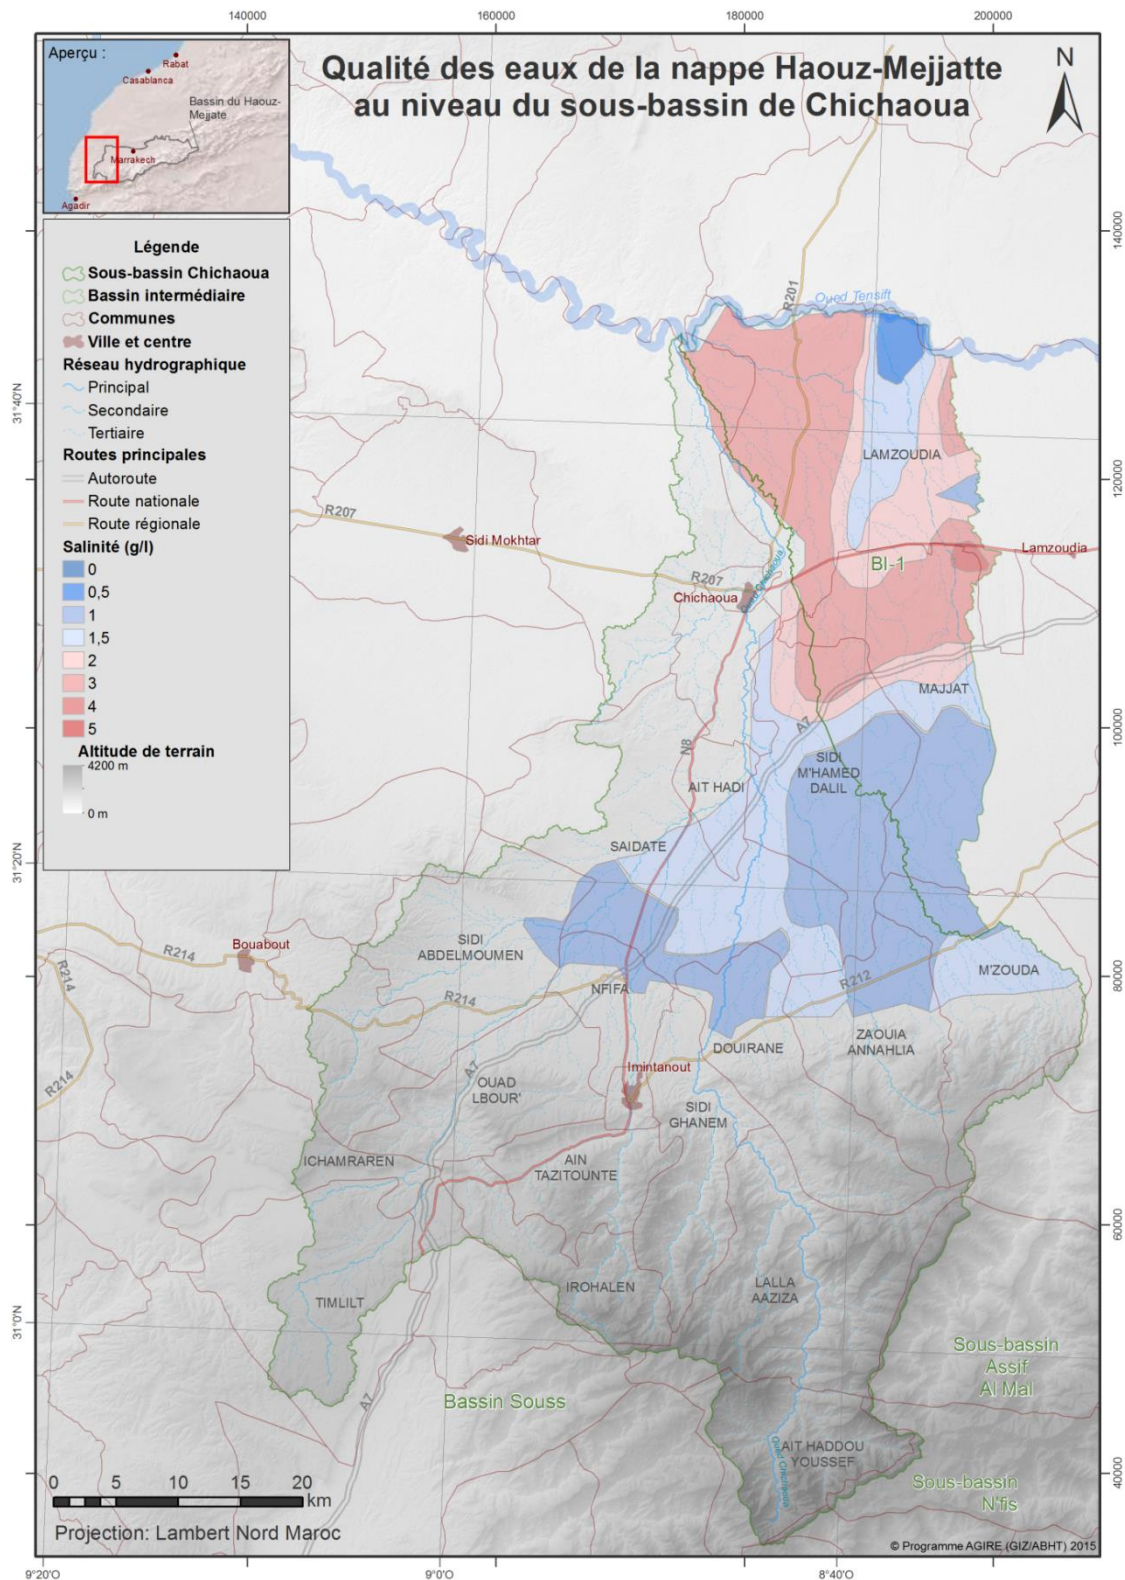 140000
160000
180000
200000
Aperçu :
Rabat
Casablanca
Bassin du Haouz-
Mejjate
Marrakech
Agadir
Qualité des eaux de la nappe Haouz-Mejjatte
au niveau du sous-bassin de Chichaoua
N
Légende
Sous-bassin Chichaoua
Bassin intermédiaire
Communes
Ville et centre
Réseau hydrographique
Principal
Secondaire
Tertiaire
Routes principales
Autoroute
Route nationale
Route régionale
Salinité (g/l)
0
0,5
1
1,5
2
3
4
5
Altitude de terrain
4200 m
0 m
140000
120000
100000
80000
60000
40000
31°40'N
31°20'N
31°0'N
R201
Oued Tensift
LAMZOUDIA
R207
Sidi Mokhtar
R207
Chichaoua
Oued Chichaoua
BI-1
Lamzoudia
MAJJAT
A7
N8
SIDI
M'HAMED
DALIL
AIT HADI
SAIDATE
SIDI
ABDELMOUMEN
Bouabout
R214
R214
R214
R214
NFIFA
R212
M'ZOUDA
DOUIRANE
ZAOUIA
ANNAHLIA
A7
OUAD
LBOUR'
Imintanout
SIDI
GHANEM
ICHAMRAREN
AIN
TAZITOUNTE
TIMLILT
IROHALEN
LALLA
AAZIZA
A7
Bassin Souss
Sous-bassin
Assif
Al Mal
AIT HADDOU
YOUSSEF
Oued Chichaoua
Sous-bassin
N'fis
0 5 10 20
km
Projection: Lambert Nord Maroc
© Programme AGIRE (GIZ/ABHT) 2015
9°20'O
9°0'O
8°40'O